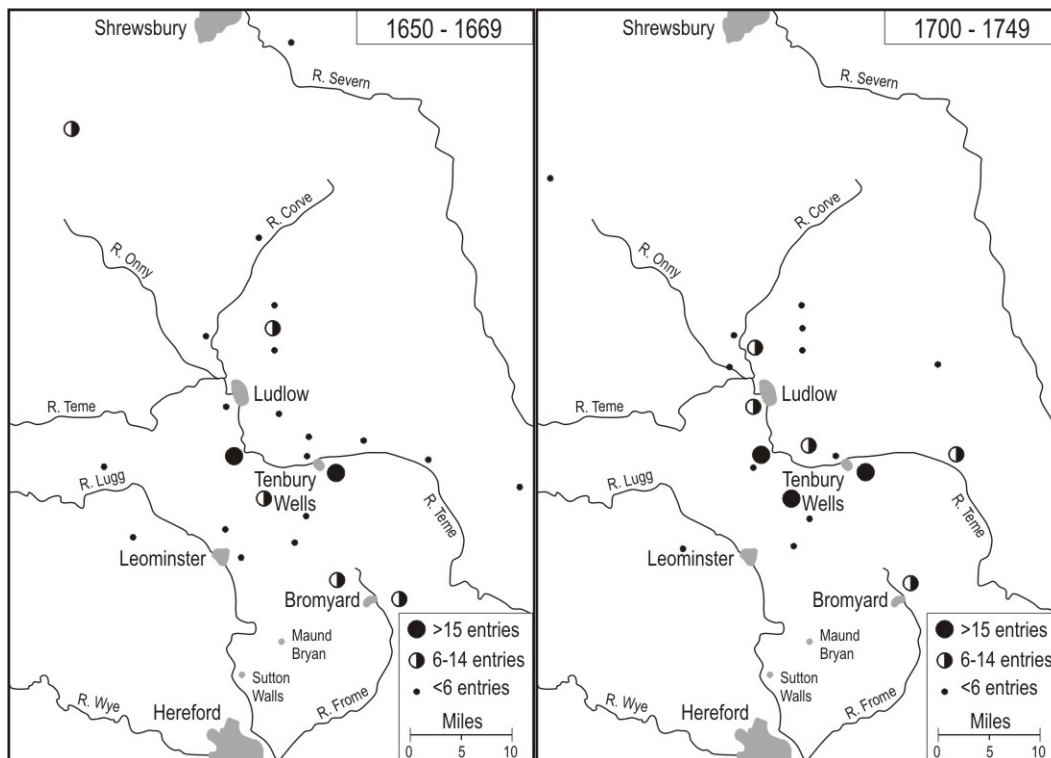 Shrewsbury
1650 - 1669
R. Severn
R. Corve
R. Onny
Ludlow
R. Teme
Tenbury
Wells
R. Lugg
R. Teme
Leominster
Bromyard
Maund
Bryan
Sutton
Walls
R. Wye
Hereford
R. Frome
>15 entries
6-14 entries
<6 entries
Miles
0 5 10
Shrewsbury
1700 - 1749
R. Severn
R. Corve
R. Onny
Ludlow
R. Teme
Tenbury
Wells
R. Lugg
R. Teme
Leominster
Bromyard
Maund
Bryan
Sutton
Walls
R. Wye
Hereford
R. Frome
>15 entries
6-14 entries
<6 entries
Miles
0 5 10